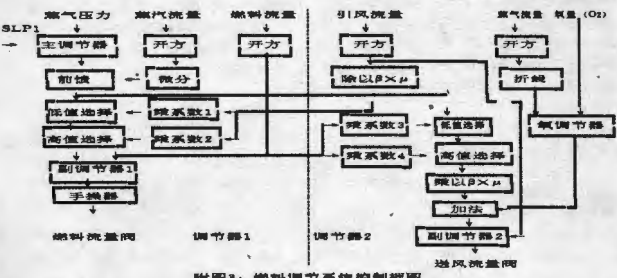 蒸气压力 蒸汽流量 燃料流量 引风流量 蒸气流量 氧量(O2)
SLP1
主调节器 开方 开方 开方 开方
前馈 微分 除以β×μ 折线
低值选择 乘系数1
高值选择 乘系数2
乘系数3 低值选择 氧调节器
乘系数4 高值选择
副调节器1 乘以β×μ
手操器 加法
燃料流量阀 调节器1 调节器2 副调节器2
送风流量阀
附图3：燃料调节系统控制框图